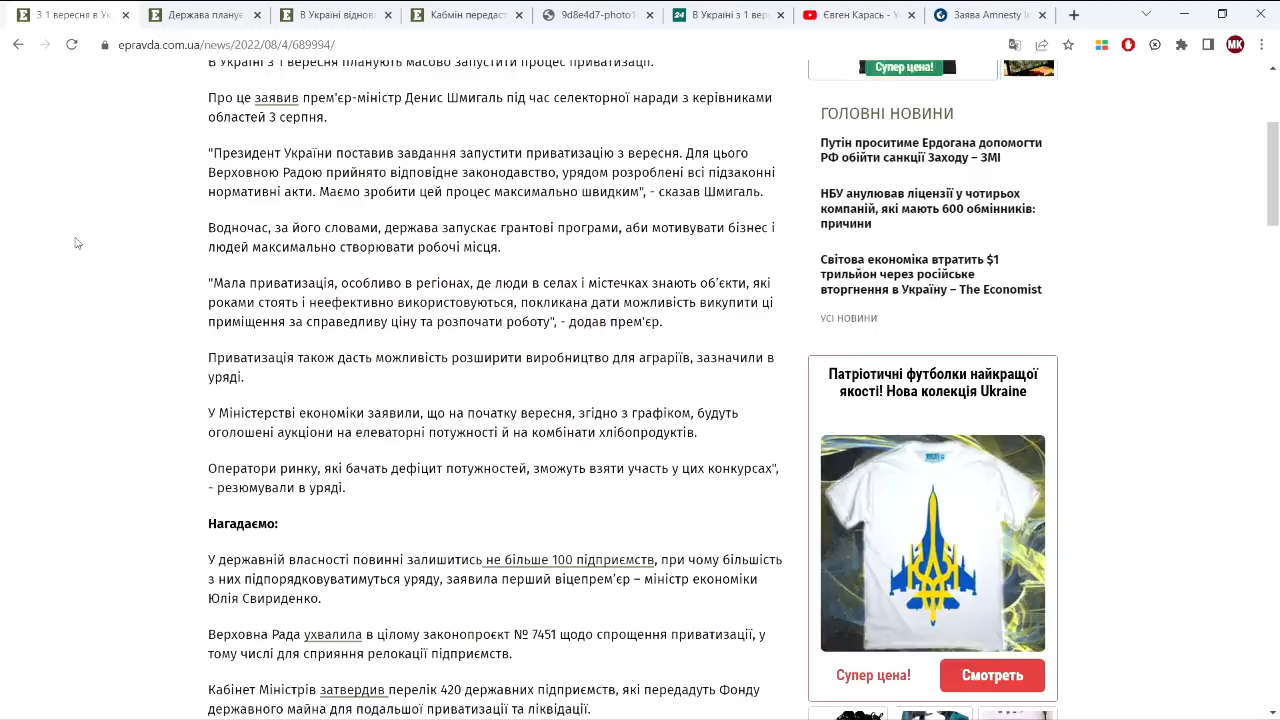 З 1 вересня в Ук
Держава планує
В Україні віднов
Кабмін передаст
9d8e4d7-photo1
24
В Україні з 1 вер
Євген Карась - Y
Заява Amnesty In
epravda.com.ua/news/2022/08/4/689994/
MK
В Україні з 1 вересня планують масово запустити процес приватизації.
Про це заявив прем'єр-міністр Денис Шмигаль під час селекторної наради з керівниками
областей 3 серпня.
"Президент України поставив завдання запустити приватизацію з вересня. Для цього
Верховною Радою прийнято відповідне законодавство, урядом розроблені всі підзаконні
нормативні акти. Маємо зробити цей процес максимально швидким", - сказав Шмигаль.
Водночас, за його словами, держава запускає грантові програми, аби мотивувати бізнес і
людей максимально створювати робочі місця.
"Мала приватизація, особливо в регіонах, де люди в селах і містечках знають об’єкти, які
роками стоять і неефективно використовуються, покликана дати можливість викупити ці
приміщення за справедливу ціну та розпочати роботу", - додав прем'єр.
Приватизація також дасть можливість розширити виробництво для аграріїв, зазначили в
уряді.
У Міністерстві економіки заявили, що на початку вересня, згідно з графіком, будуть
оголошені аукціони на елеваторні потужності й на комбінати хлібопродуктів.
Оператори ринку, які бачать дефіцит потужностей, зможуть взяти участь у цих конкурсах",
- резюмували в уряді.
Нагадаємо:
У державній власності повинні залишитись не більше 100 підприємств, при чому більшість
з них підпорядковуватимуться уряду, заявила перший віцепрем’єр – міністр економіки
Юлія Свириденко.
Верховна Рада ухвалила в цілому законопроєкт № 7451 щодо спрощення приватизації, у
тому числі для сприяння релокації підприємств.
Кабінет Міністрів затвердив перелік 420 державних підприємств, які передадуть Фонду
державного майна для подальшої приватизації та ліквідації.
Супер цена!
ГОЛОВНІ НОВИНИ
Путін проситиме Ердогана допомогти
РФ обійти санкції Заходу – ЗМІ
НБУ анулював ліцензії у чотирьох
компаній, які мають 600 обмінників:
причини
Світова економіка втратить $1
трильйон через російське
вторгнення в Україну – The Economist
УСІ НОВИНИ
Патріотичні футболки найкращої
якості! Нова колекція Ukraine
Супер цена!
Смотреть